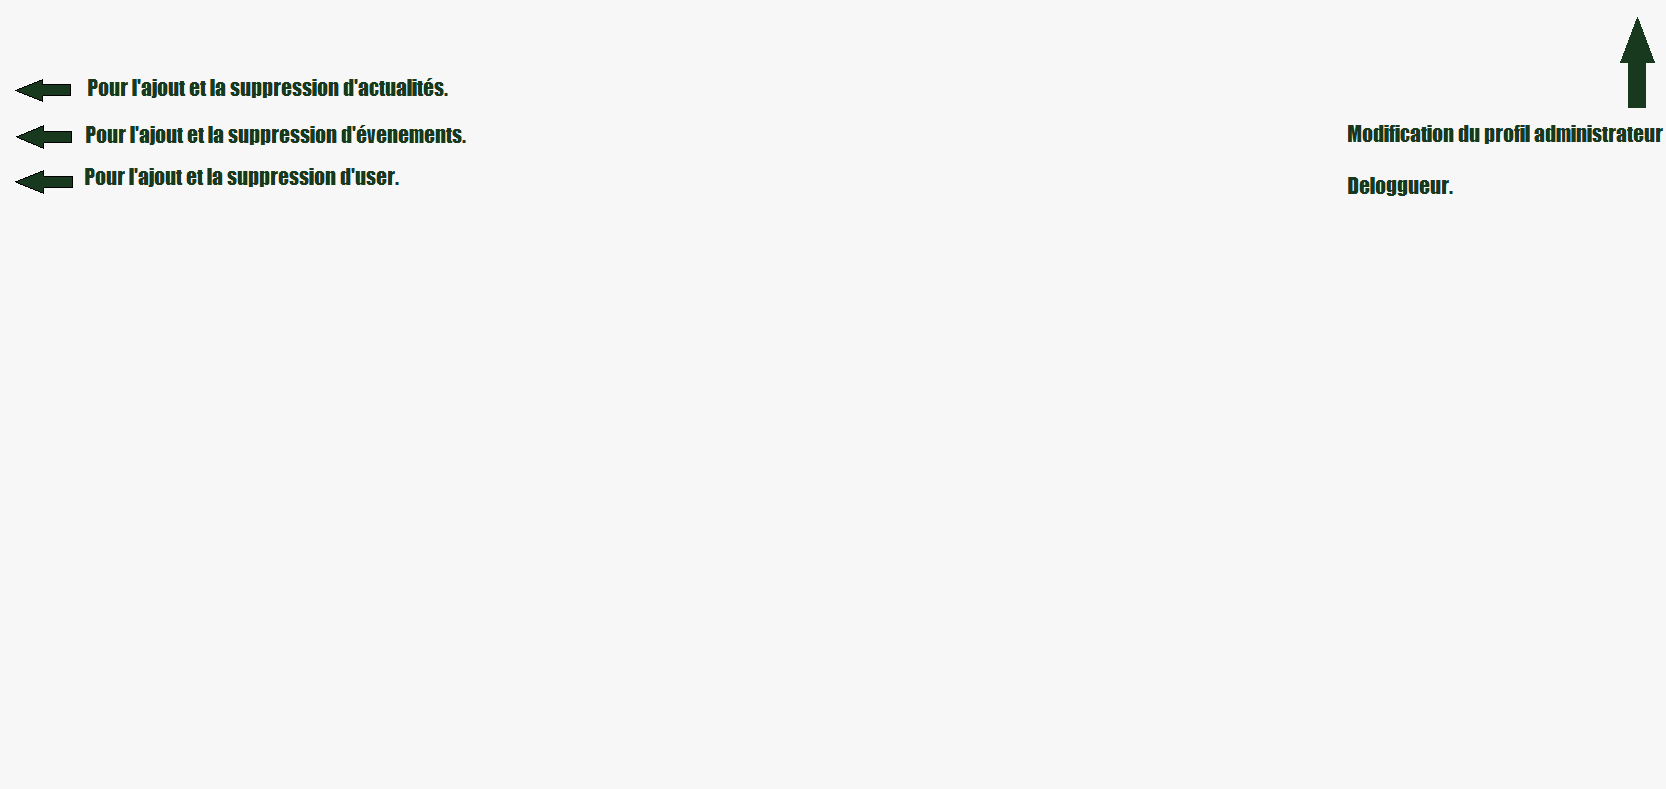 Pour l'ajout et la suppression d'actualités.
Pour l'ajout et la suppression d'évenements.
Pour l'ajout et la suppression d'user.
Modification du profil administrateur
Deloggueur.